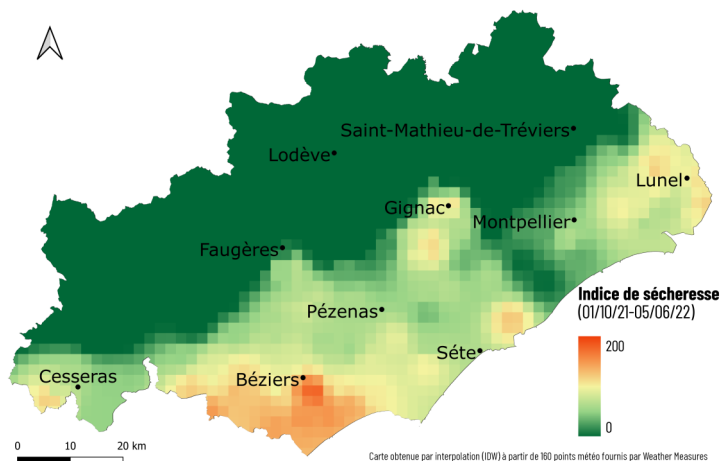 Saint-Mathieu-de-Tréviers
Lodève
Lunel
Gignac
Montpellier
Faugères
Indice de sécheresse
(01/10/21-05/06/22)
Pézenas
200
Séte
Cesseras
Béziers
0
0 10 20 km
Carte obtenue par interpolation (IDW) à partir de 160 points météo fournis par Weather Measures